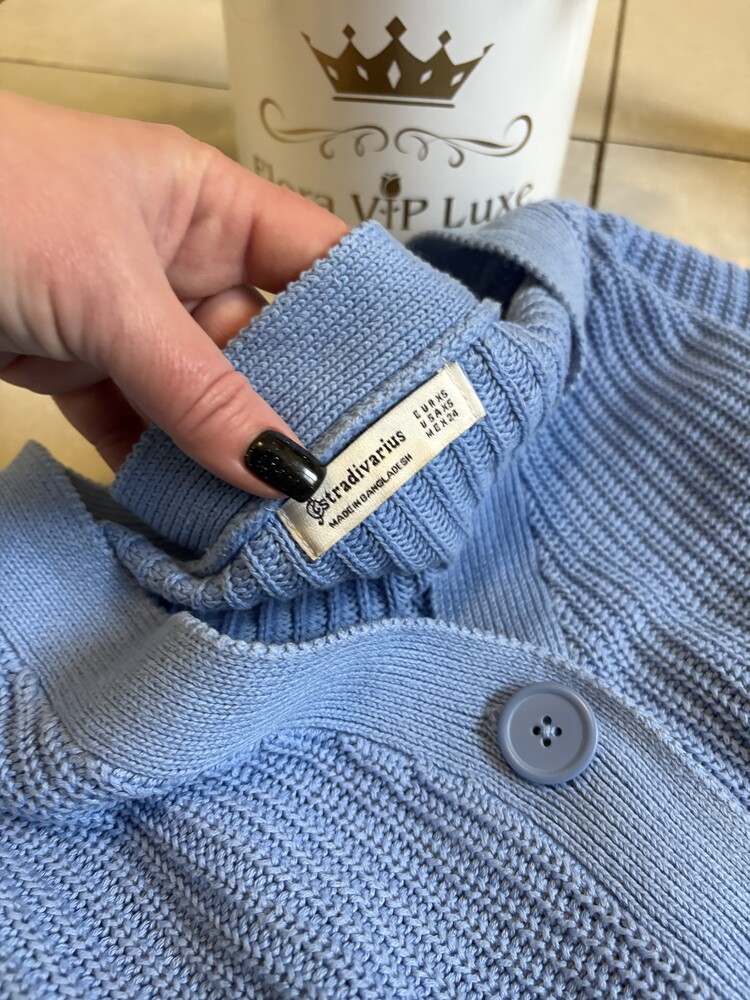 Flora VIP Luxe
stradivarius
MADE IN BANGLADESH
EUR XS
USA XS
MEX 24